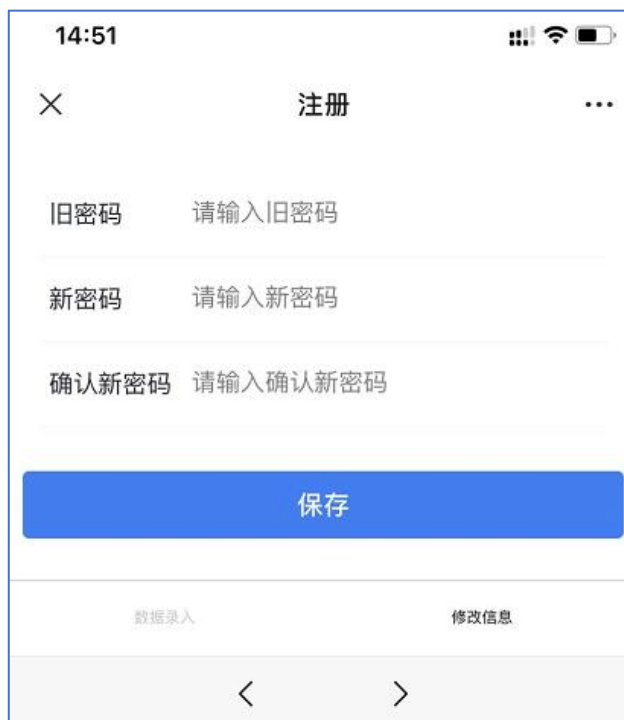 14:51
注册
旧密码 请输入旧密码
新密码 请输入新密码
确认新密码 请输入确认新密码
保存
数据录入 修改信息